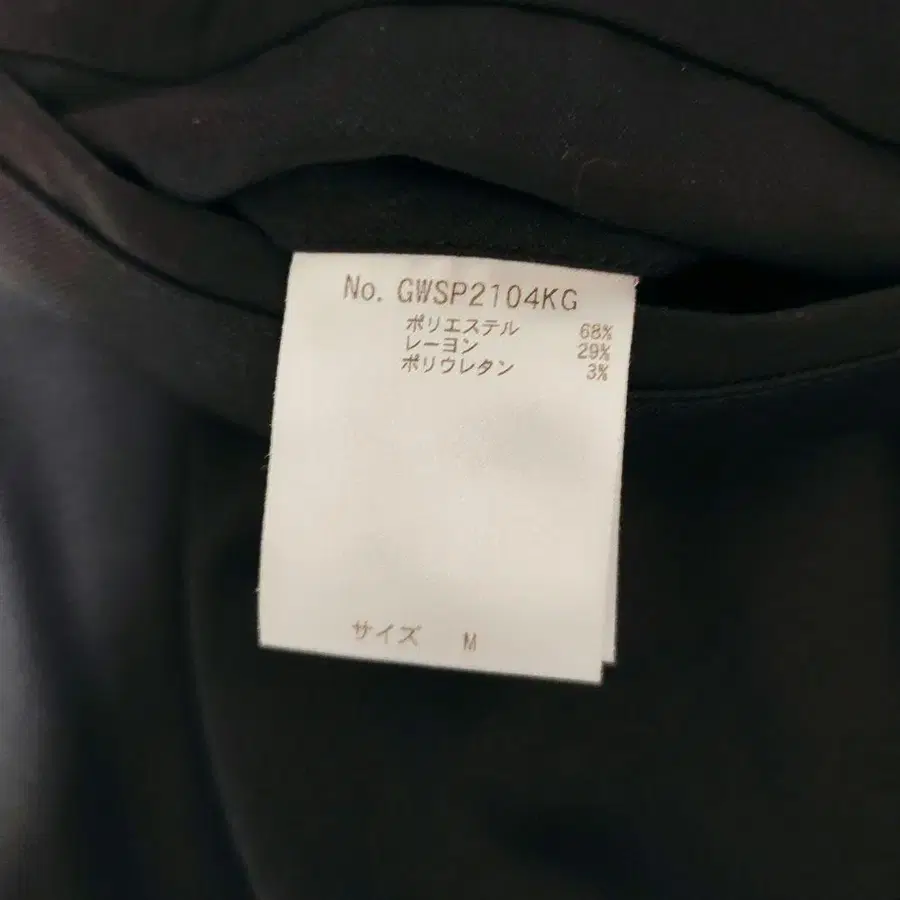 No. GWSP2104KG
ポリエステル 68%
レーヨン 29%
ポリウレタン 3%
サイズ M